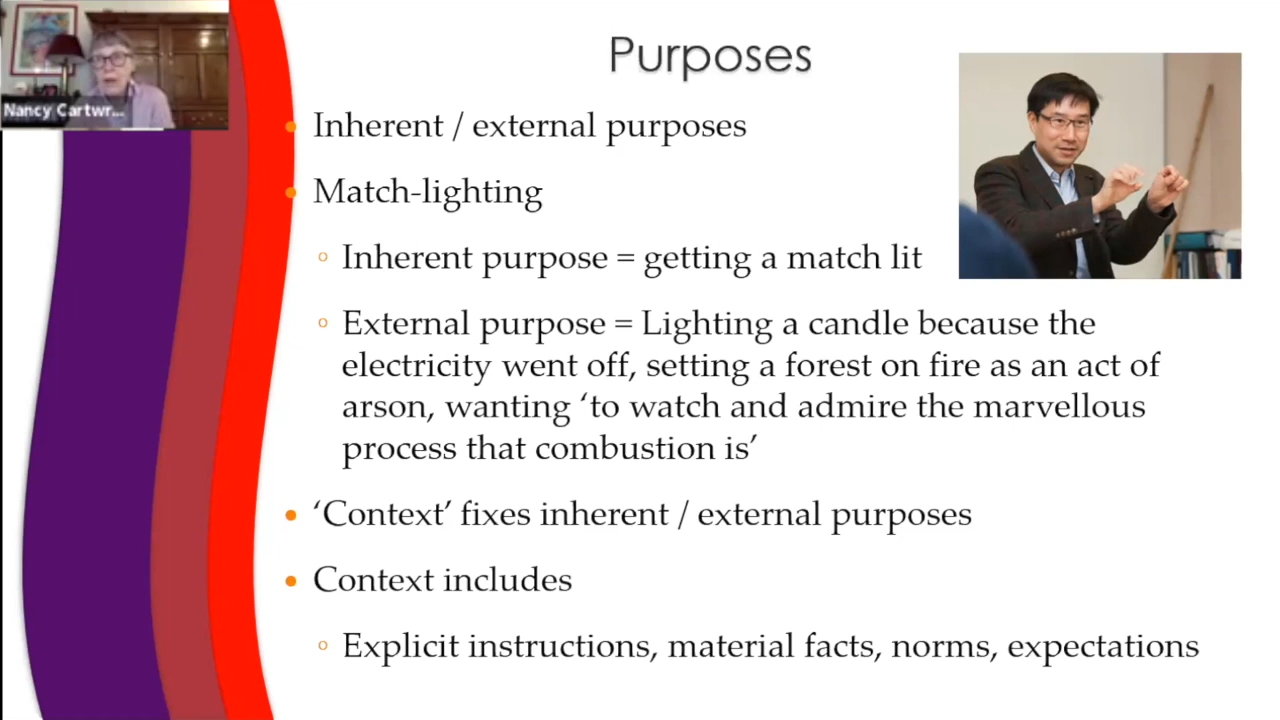 Nancy Cartwr...
Purposes
Inherent / external purposes
Match-lighting
Inherent purpose = getting a match lit
External purpose = Lighting a candle because the
electricity went off, setting a forest on fire as an act of
arson, wanting ‘to watch and admire the marvellous
process that combustion is’
‘Context’ fixes inherent / external purposes
Context includes
Explicit instructions, material facts, norms, expectations